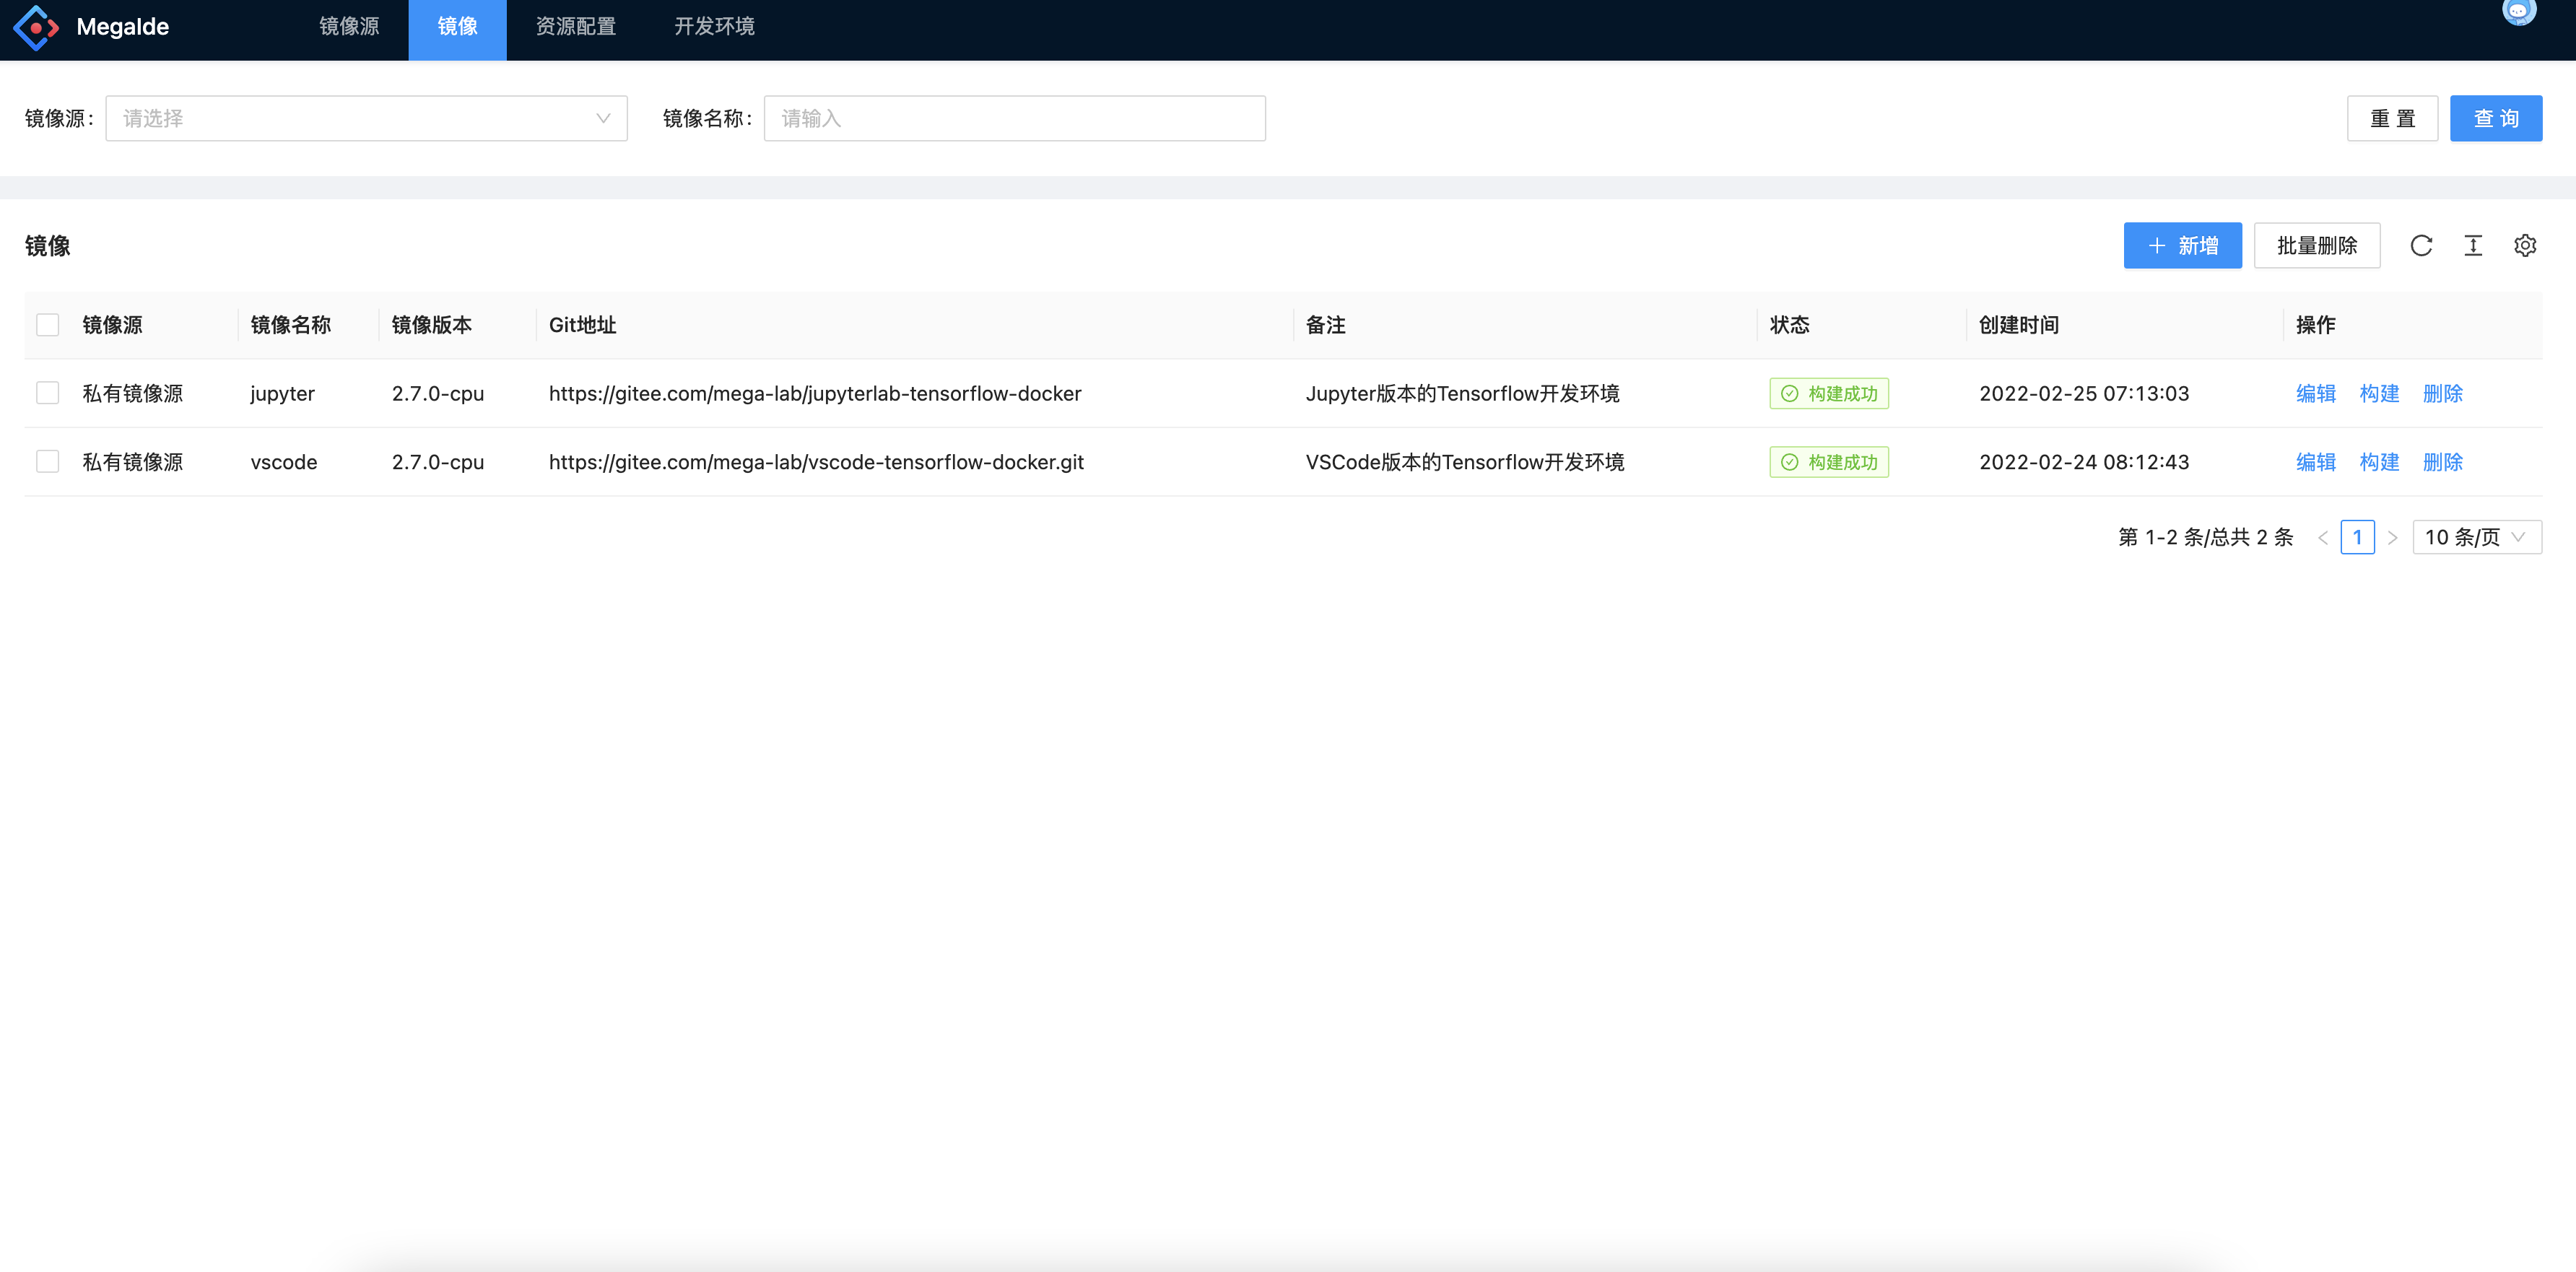 MegaIde 镜像源 镜像 资源配置 开发环境
镜像源: 请选择 镜像名称: 请输入 重 置 查 询
镜像 新增 批量删除
镜像源 镜像名称 镜像版本 Git地址 备注 状态 创建时间 操作
私有镜像源 jupyter 2.7.0-cpu https://gitee.com/mega-lab/jupyterlab-tensorflow-docker Jupyter版本的Tensorflow开发环境 构建成功 2022-02-25 07:13:03 编辑 构建 删除
私有镜像源 vscode 2.7.0-cpu https://gitee.com/mega-lab/vscode-tensorflow-docker.git VSCode版本的Tensorflow开发环境 构建成功 2022-02-24 08:12:43 编辑 构建 删除
第 1-2 条/总共 2 条 < 1 > 10 条/页